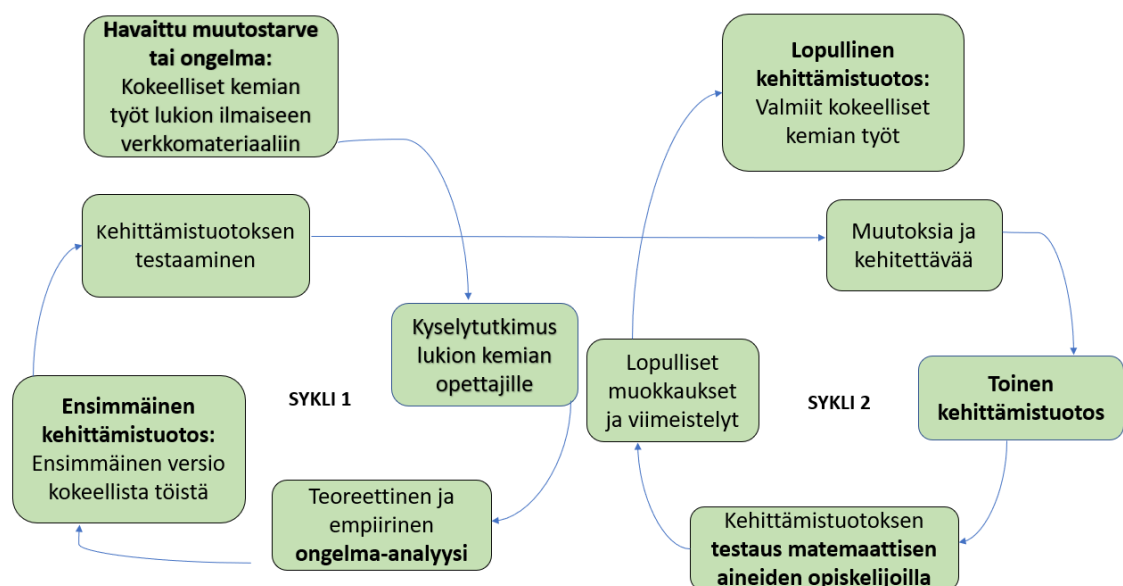 Havaittu muutostarve
tai ongelma:
Kokeelliset kemian
työt lukion ilmaiseen
verkkomateriaaliin
Kehittämistuotoksen
testaaminen
Kyselytutkimus
lukion kemian
opettajille
SYKLI 1
Ensimmäinen
kehittämistuotos:
Ensimmäinen versio
kokeellista töistä
Teoreettinen ja
empiirinen
ongelma-analyysi
Lopullinen
kehittämistuotos:
Valmiit kokeelliset
kemian työt
Muutoksia ja
kehitettävää
Lopulliset
muokkaukset
ja viimeistelyt
SYKLI 2
Toinen
kehittämistuotos
Kehittämistuotoksen
testaus matemaattisen
aineiden opiskelijoilla